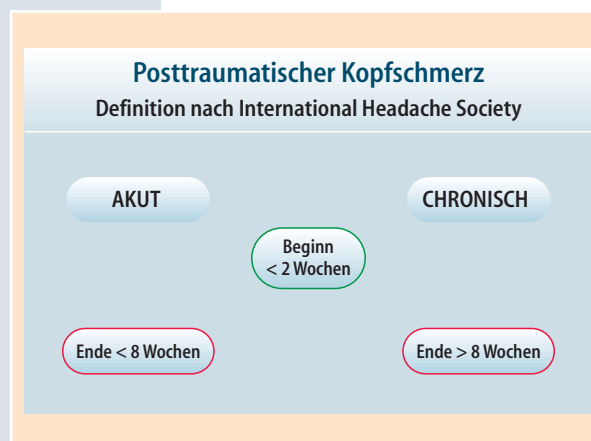 Posttraumatischer Kopfschmerz
Definition nach International Headache Society
AKUT
CHRONISCH
Beginn
< 2 Wochen
Ende < 8 Wochen
Ende > 8 Wochen